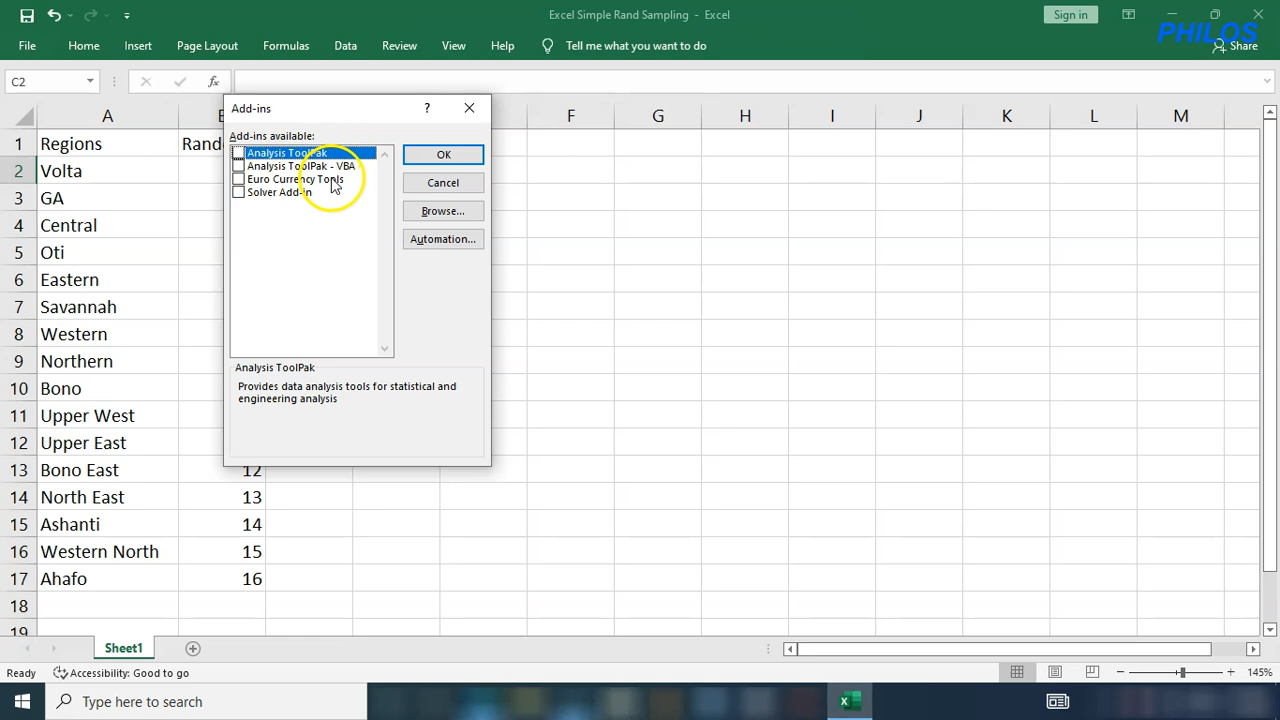 Excel Simple Rand Sampling - Excel
Sign in
PHILOS
File Home Insert Page Layout Formulas Data Review View Help Tell me what you want to do Share
C2 fx
Add-ins ?
Add-ins available:
Analysis ToolPak
Analysis ToolPak - VBA
Euro Currency Tools
Solver Add-in
OK
Cancel
Browse...
Automation...
Analysis ToolPak
Provides data analysis tools for statistical and
engineering analysis
A F G H I J K L M
1 Regions Rand
2 Volta
3 GA
4 Central
5 Oti
6 Eastern
7 Savannah
8 Western
9 Northern
10 Bono
11 Upper West
12 Upper East
13 Bono East 12
14 North East 13
15 Ashanti 14
16 Western North 15
17 Ahafo 16
18
19
Sheet1
Ready Accessibility: Good to go 145%
Type here to search